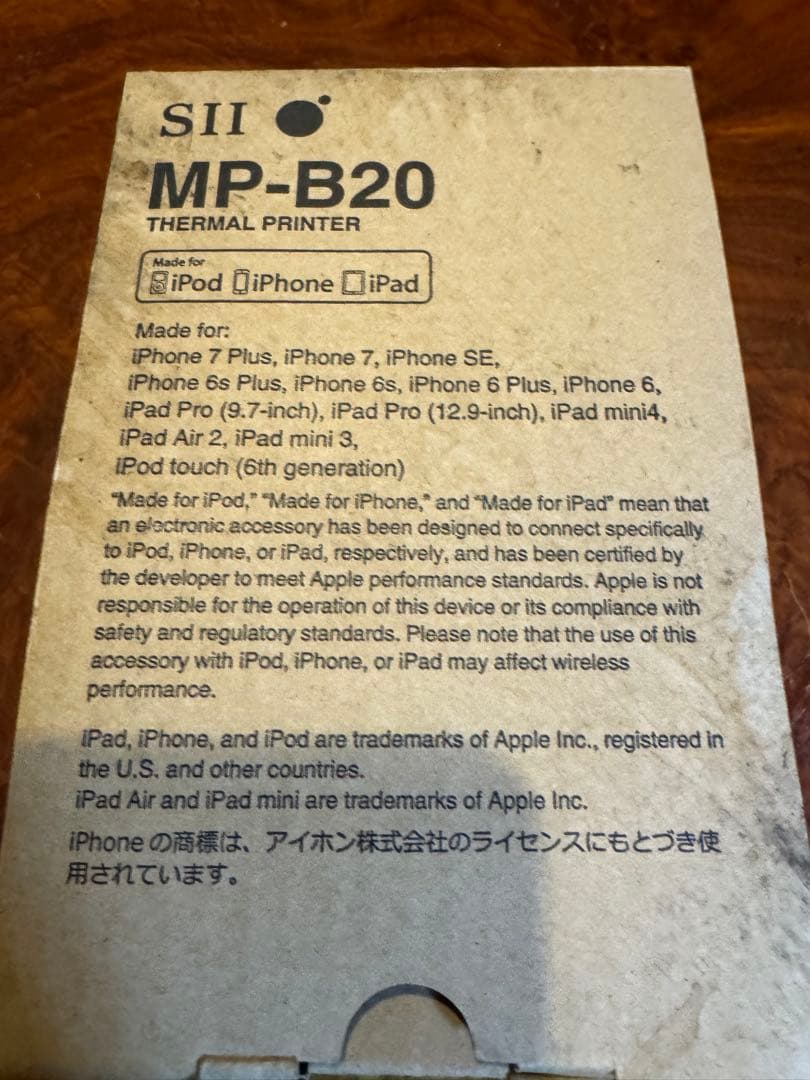 SII
MP-B20
THERMAL PRINTER
Made for
iPod iPhone iPad
Made for:
iPhone 7 Plus, iPhone 7, iPhone SE,
iPhone 6s Plus, iPhone 6s, iPhone 6 Plus, iPhone 6,
iPad Pro (9.7-inch), iPad Pro (12.9-inch), iPad mini4,
iPad Air 2, iPad mini 3,
iPod touch (6th generation)
“Made for iPod,” “Made for iPhone,” and “Made for iPad” mean that
an electronic accessory has been designed to connect specifically
to iPod, iPhone, or iPad, respectively, and has been certified by
the developer to meet Apple performance standards. Apple is not
responsible for the operation of this device or its compliance with
safety and regulatory standards. Please note that the use of this
accessory with iPod, iPhone, or iPad may affect wireless
performance.
iPad, iPhone, and iPod are trademarks of Apple Inc., registered in
the U.S. and other countries.
iPad Air and iPad mini are trademarks of Apple Inc.
iPhone の商標は、アイホン株式会社のライセンスにもとづき使
用されています。